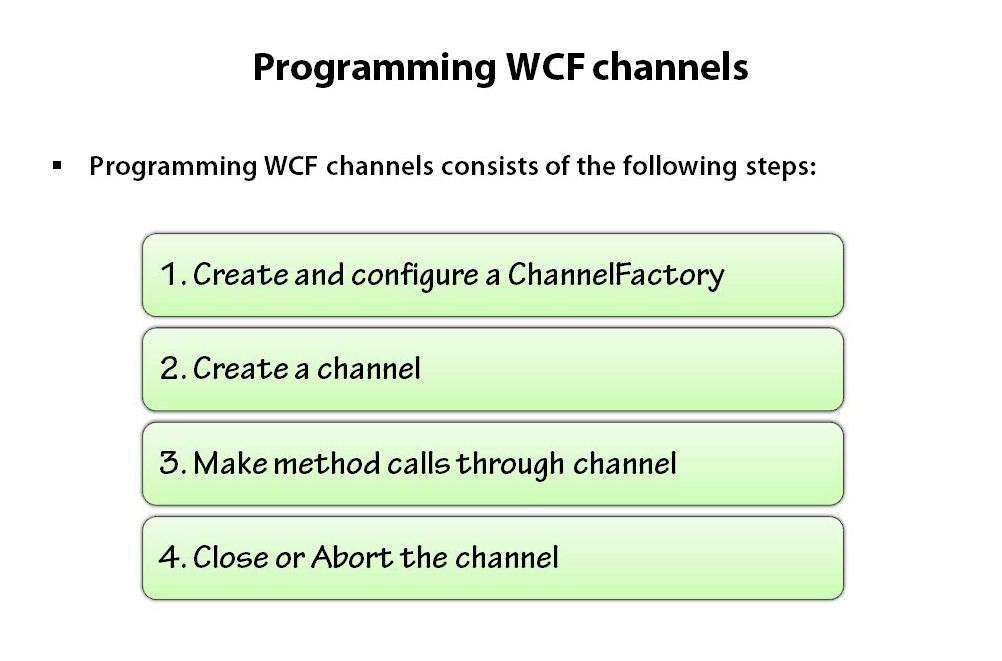 Programming WCF channels
▪ Programming WCF channels consists of the following steps:
1. Create and configure a ChannelFactory
2. Create a channel
3. Make method calls through channel
4. Close or Abort the channel